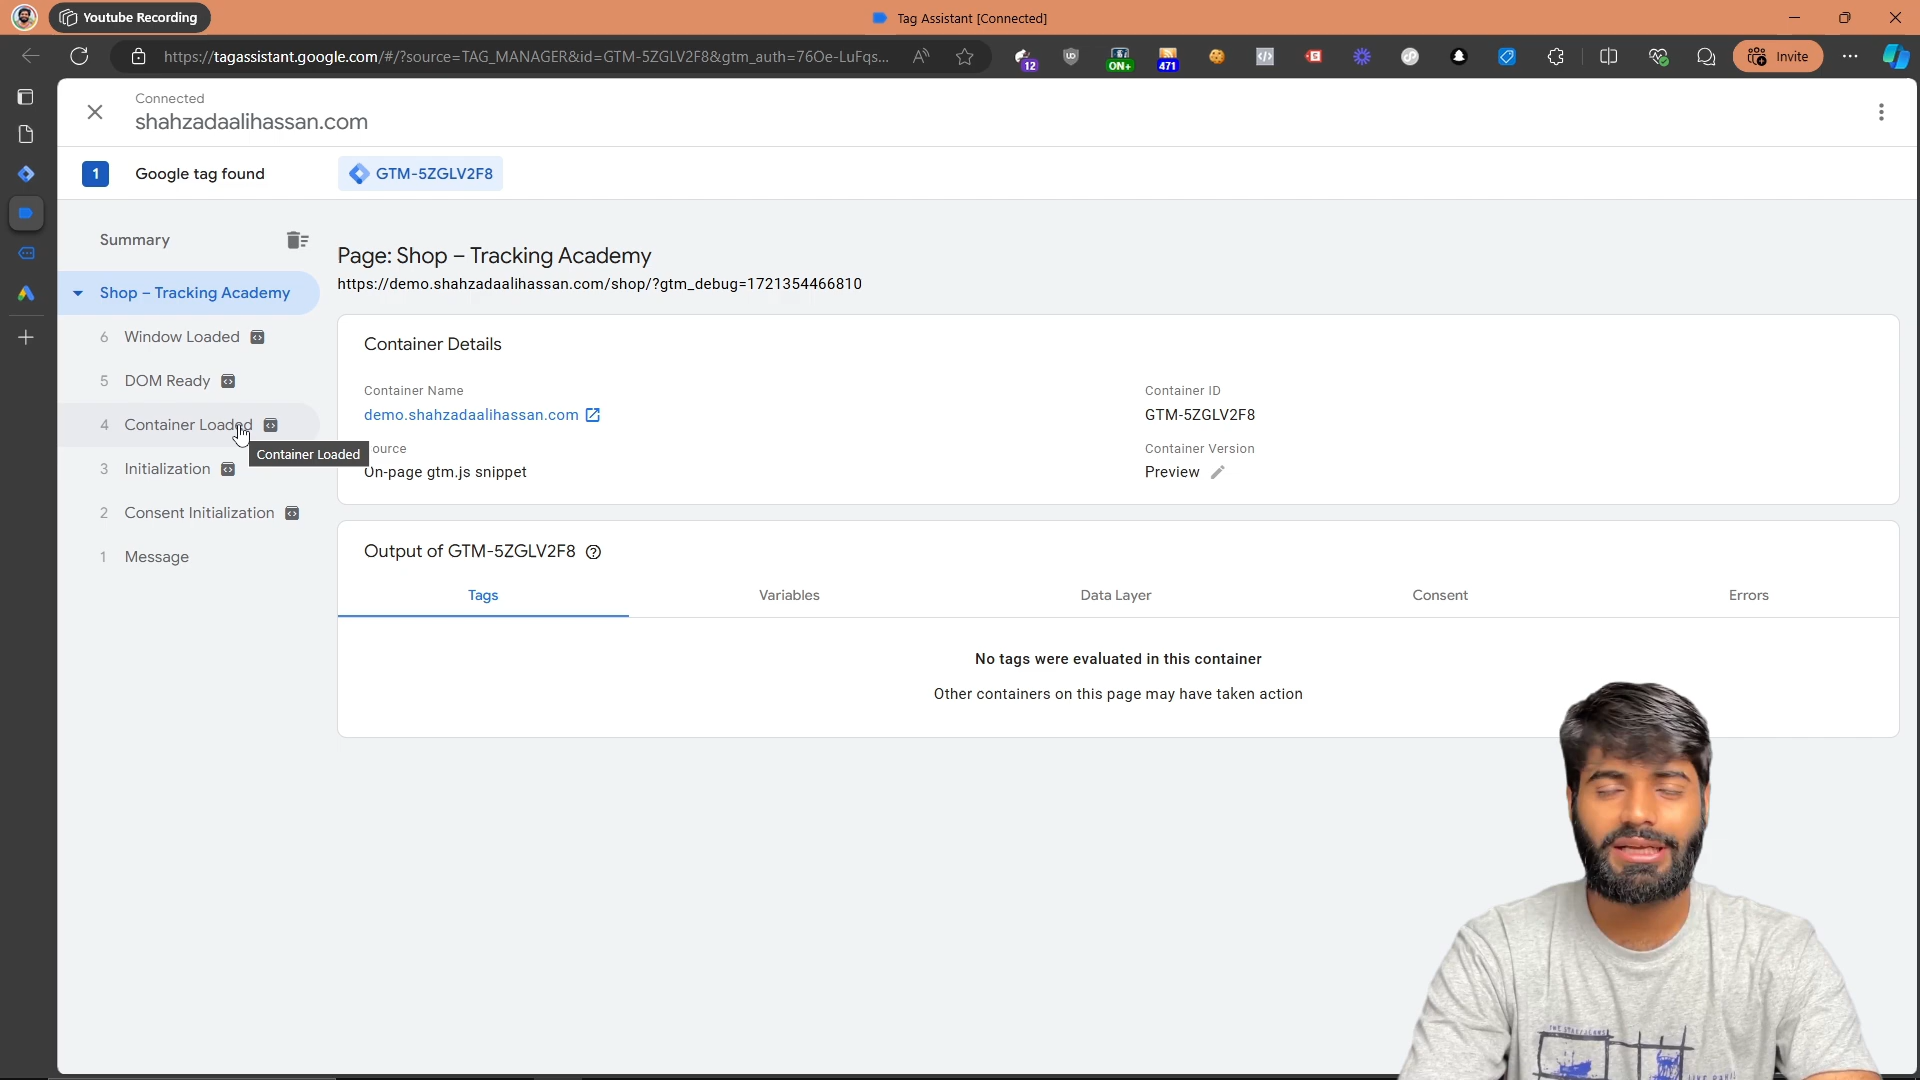 Youtube Recording
Tag Assistant [Connected]
https://tagassistant.google.com/#/?source=TAG_MANAGER&id=GTM-5ZGLV2F8&gtm_auth=76Oe-LuFqs...
12
ON+
471
Invite
Connected
shahzadaalihassan.com
1
Google tag found
GTM-5ZGLV2F8
Summary
Shop – Tracking Academy
6 Window Loaded
5 DOM Ready
4 Container Loaded
Container Loaded
3 Initialization
2 Consent Initialization
1 Message
Page: Shop – Tracking Academy
https://demo.shahzadaalihassan.com/shop/?gtm_debug=1721354466810
Container Details
Container Name
Container ID
demo.shahzadaalihassan.com
GTM-5ZGLV2F8
ource
Container Version
On-page gtm.js snippet
Preview
Output of GTM-5ZGLV2F8
Tags
Variables
Data Layer
Consent
Errors
No tags were evaluated in this container
Other containers on this page may have taken action